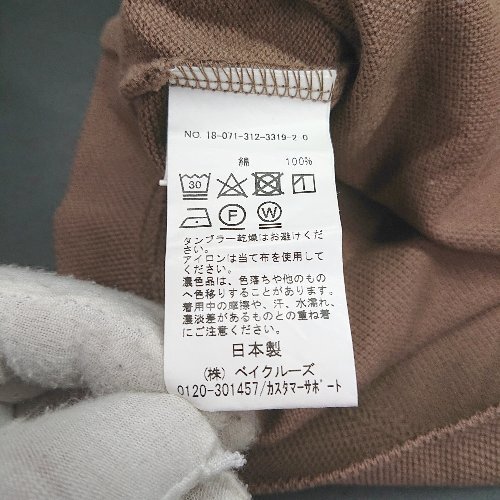 NO. 18-071-312-3319-2 0
綿 100%
30
F W
タンブラー乾燥はお避けくだ
さい。
アイロンは当て布を使用して
ください。
濃色品は、色落ちや他のもの
へ色移りすることがあります。
着用中の摩擦や、汗、水濡れ、
濃淡差があるものとの重ね着
にご注意ください。
日本製
(株) ベイクルーズ
0120-301457/カスタマーサポート